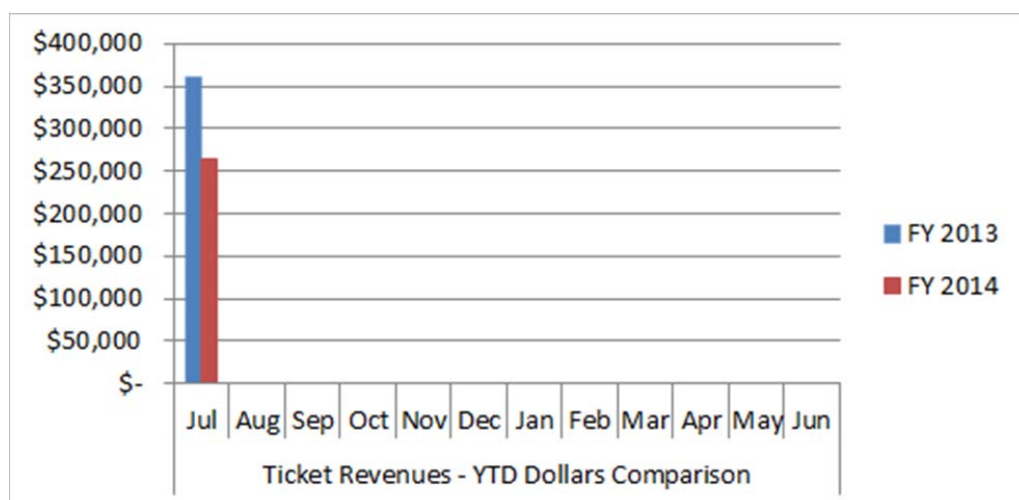 $400,000
$350,000
$300,000
$250,000
$200,000
$150,000
$100,000
$50,000
$-
Jul Aug Sep Oct Nov Dec Jan Feb Mar Apr May Jun
Ticket Revenues - YTD Dollars Comparison
FY 2013
FY 2014